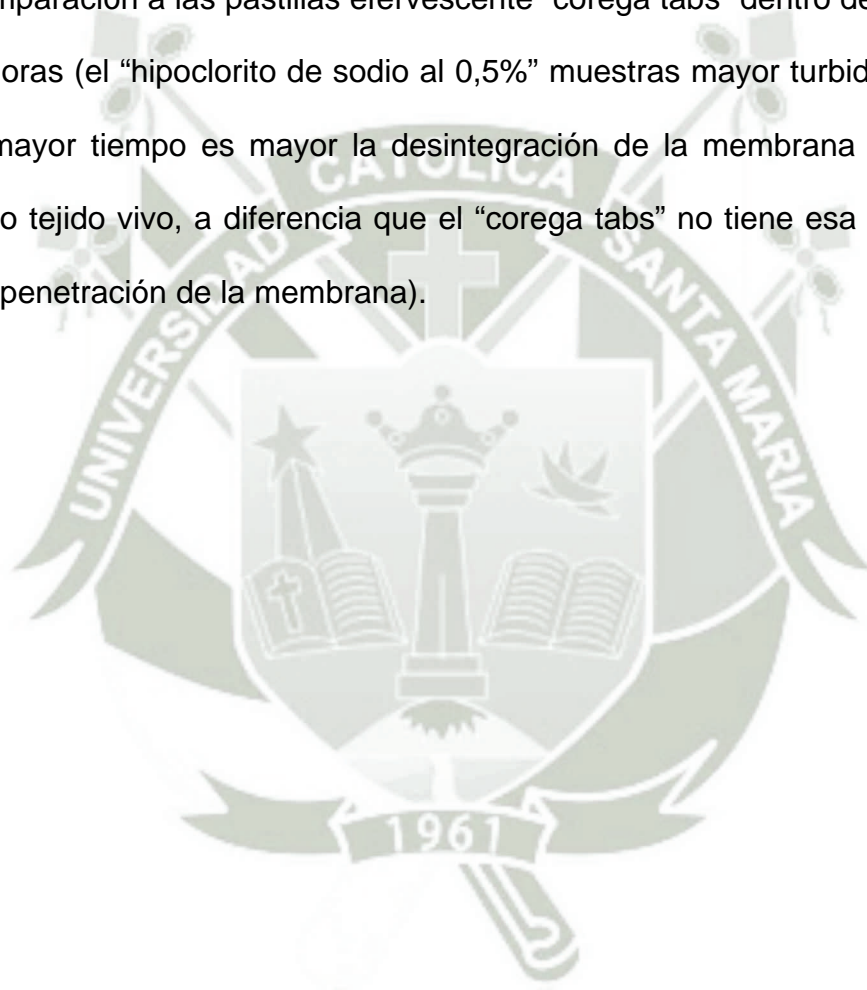 mparación a las pastillas efervescente “corega tabs” dentro de
oras (el “hipoclorito de sodio al 0,5%” muestras mayor turbid
mayor tiempo es mayor la desintegración de la membrana
o tejido vivo, a diferencia que el “corega tabs” no tiene esa
penetración de la membrana).
UNIVERSIDAD CATOLICA SANTA MARIA
1961